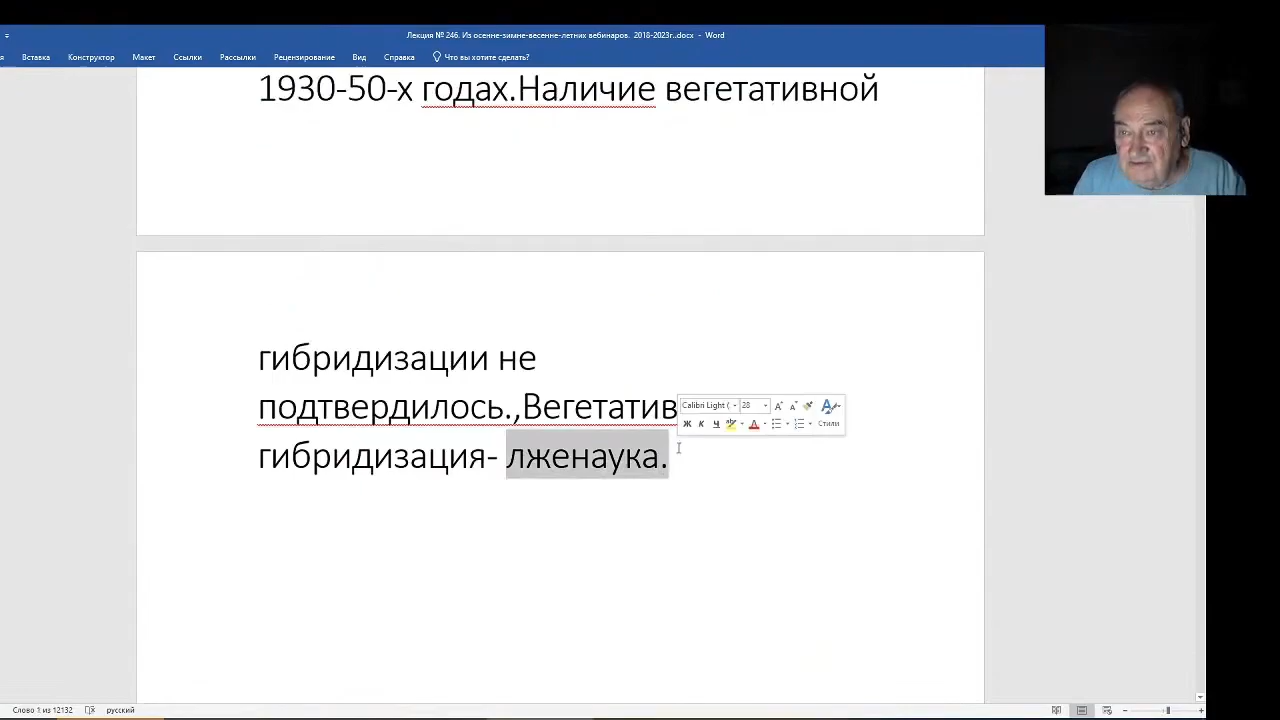 Лекция № 246. Из осенне-зимне-весенне-летних вебинаров. 2018-2023г..docx - Word
Вставка Конструктор Макет Ссылки Рассылки Рецензирование Вид Справка Что вы хотите сделать?
1930-50-х годах.Наличие вегетативной
гибридизации не
подтвердилось.,Вегетатив
Calibri Light ( 28
Ж К Ч Стили
гибридизация- лженаука.
Слово 1 из 12132 русский